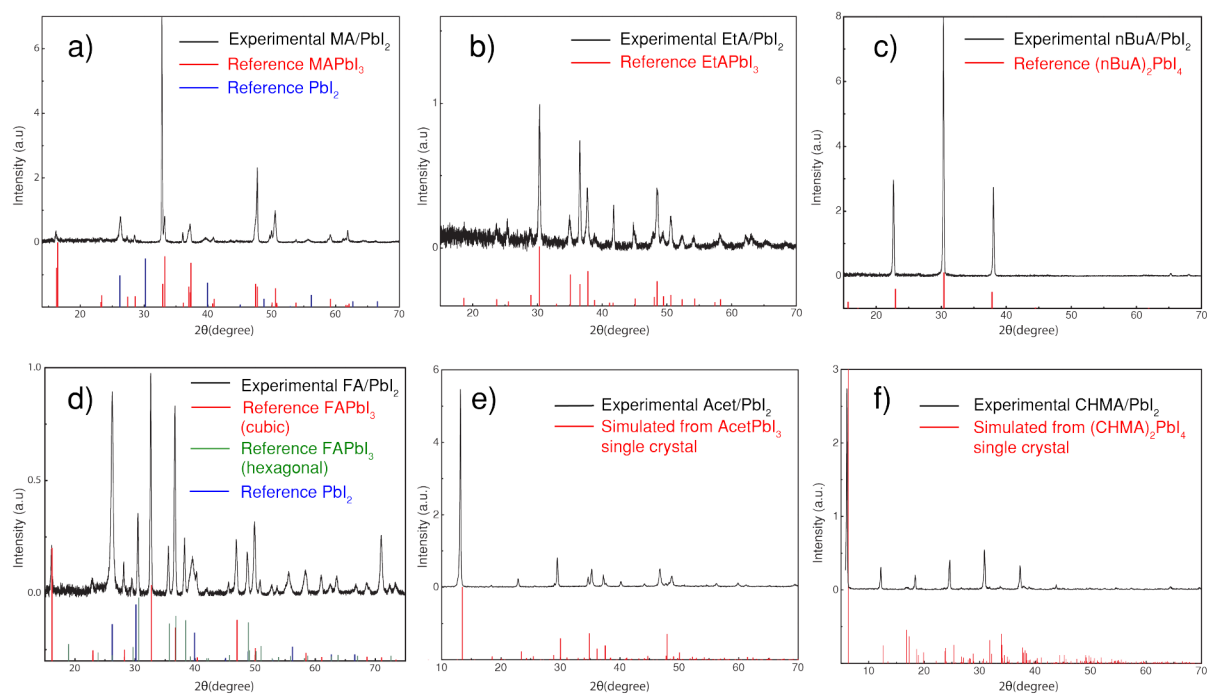 a)
Experimental MA/PbI₂
Reference MAPbI₃
Reference PbI₂
Intensity (a.u)
0
2
4
6
20
30
40
50
60
70
2θ(degree)
b)
Experimental EtA/PbI₂
Reference EtAPbI₃
Intensity (a.u)
0
1
20
30
40
50
60
70
2θ(degree)
c)
Experimental nBuA/PbI₂
Reference (nBuA)₂PbI₄
Intensity (a.u)
0
2
4
6
8
20
30
40
50
60
70
2θ(degree)
d)
Experimental FA/PbI₂
Reference FAPbI₃
(cubic)
Reference FAPbI₃
(hexagonal)
Reference PbI₂
Intensity (a.u)
0.0
0.5
1.0
20
30
40
50
60
70
2θ(degree)
e)
Experimental Acet/PbI₂
Simulated from AcetPbI₃
single crystal
Intensity (a.u)
0
2
4
6
10
20
30
40
50
60
70
2θ(degree)
f)
Experimental CHMA/PbI₂
Simulated from (CHMA)₂PbI₄
single crystal
Intensity (a.u.)
0
1
2
3
10
20
30
40
50
60
70
2θ(degree)